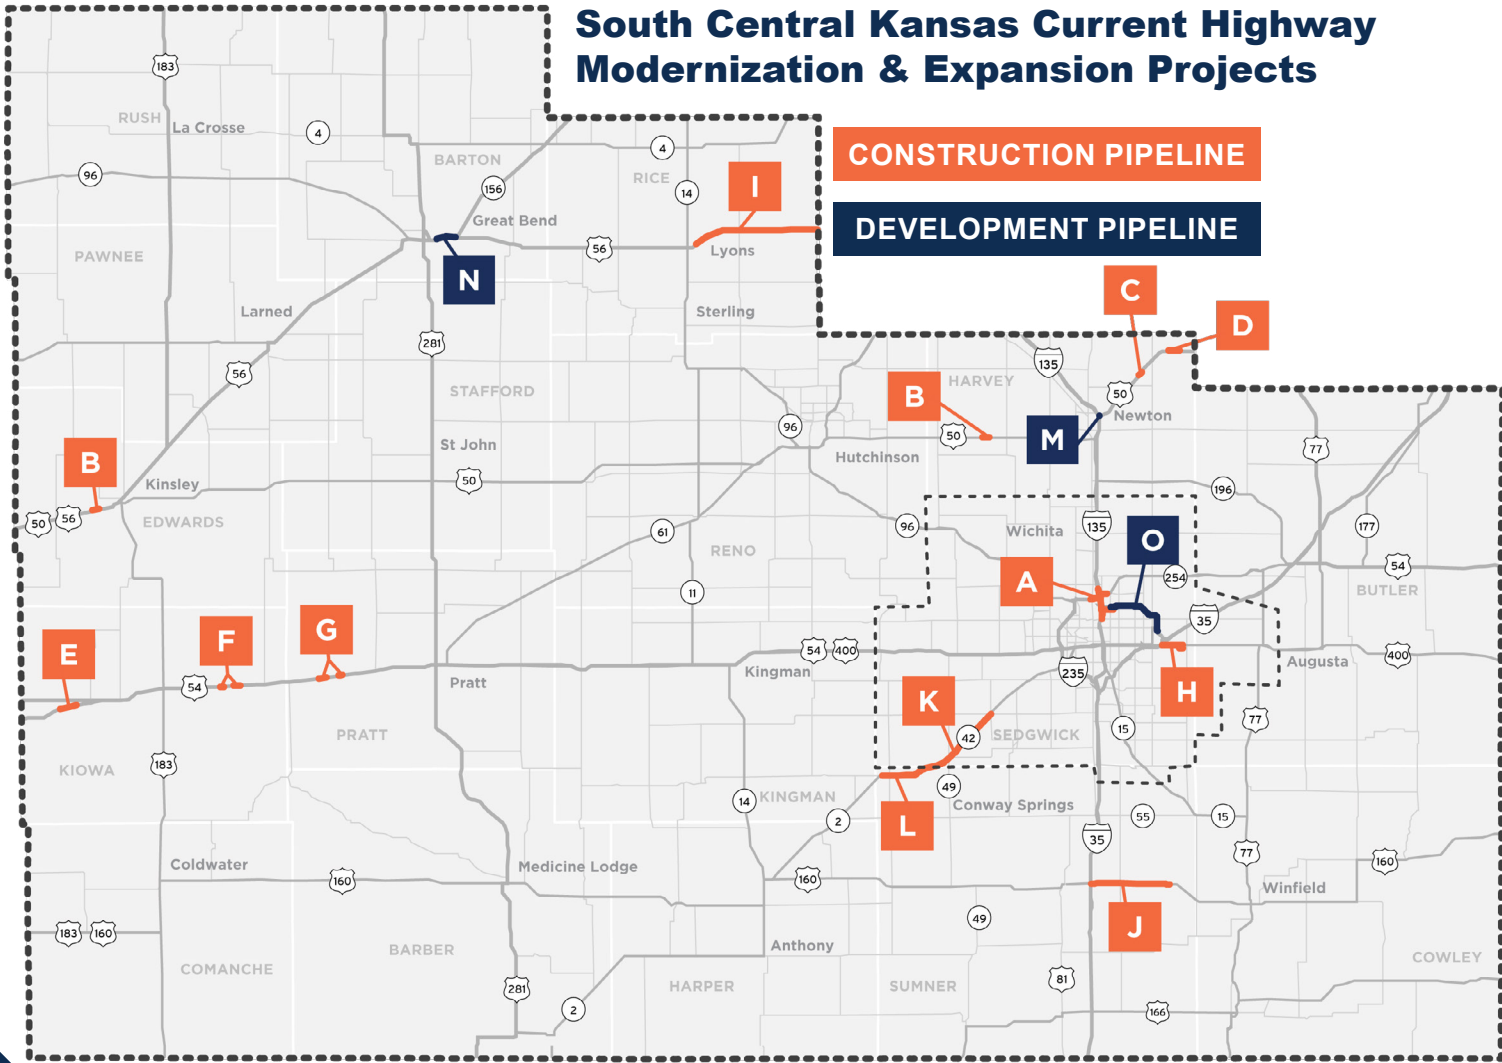 South Central Kansas Current Highway
Modernization & Expansion Projects
CONSTRUCTION PIPELINE
DEVELOPMENT PIPELINE
183
RUSH
La Crosse
4
BARTON
4
RICE
96
156
14
I
Great Bend
PAWNEE
56
Lyons
N
C
Larned
Sterling
D
281
135
56
STAFFORD
HARVEY
B
50
Newton
96
M
50
St John
77
B
Hutchinson
Kinsley
50
196
50
56
EDWARDS
61
RENO
96
Wichita
135
177
O
54
A
254
11
BUTLER
E
F
G
35
54
400
Kingman
Augusta
400
54
Pratt
235
K
H
PRATT
42
SEDGWICK
15
77
KIOWA
183
49
14
KINGMAN
Conway Springs
2
L
55
15
35
77
Coldwater
Medicine Lodge
160
160
160
Winfield
183
160
49
J
BARBER
Anthony
COMANCHE
COWLEY
281
HARPER
SUMNER
81
2
166